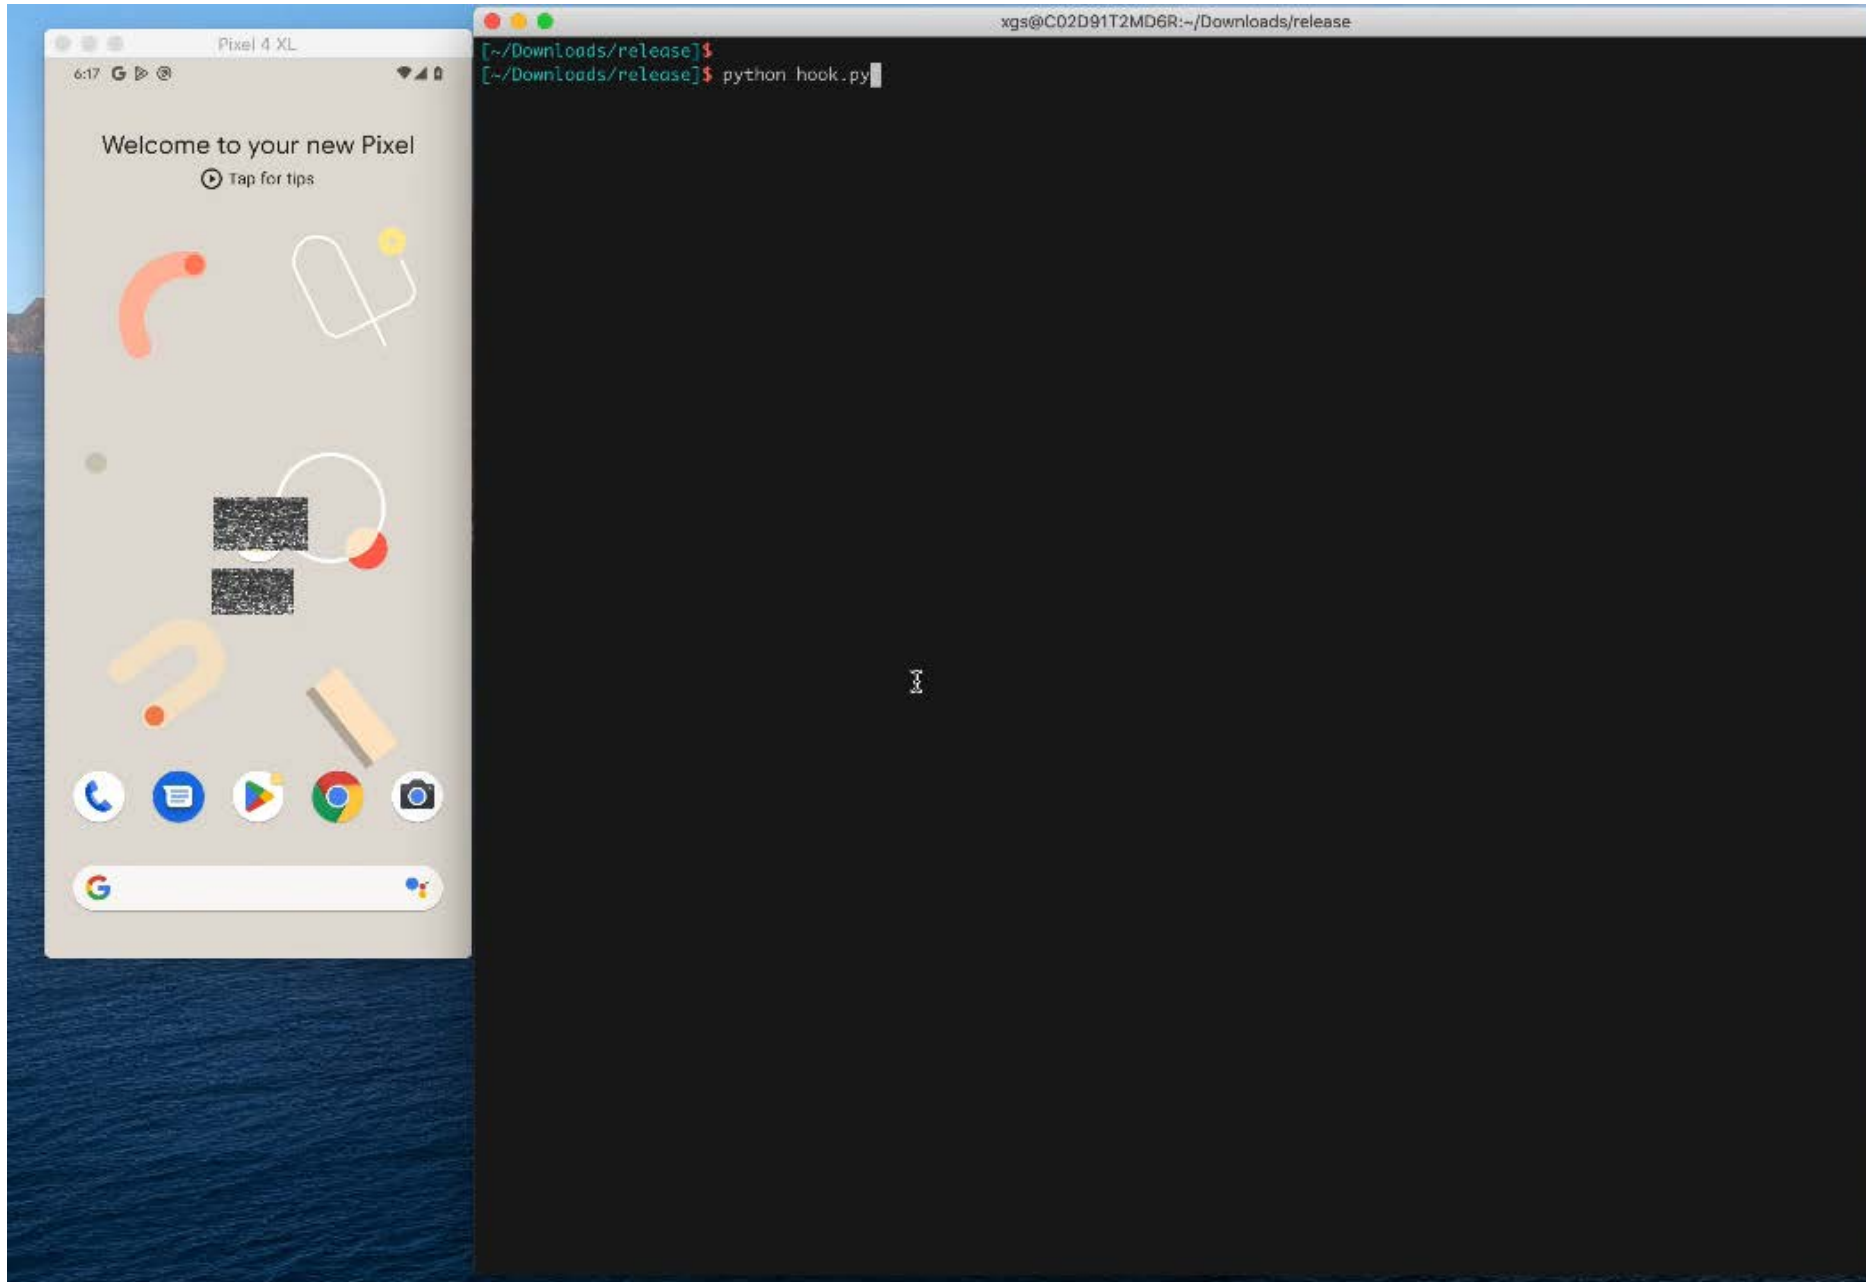 Pixel 4 XL
6:17
Welcome to your new Pixel
Tap for tips
xgs@C02D91T2MD6R:~/Downloads/release
[~/Downloads/release]$
[~/Downloads/release]$ python hook.py